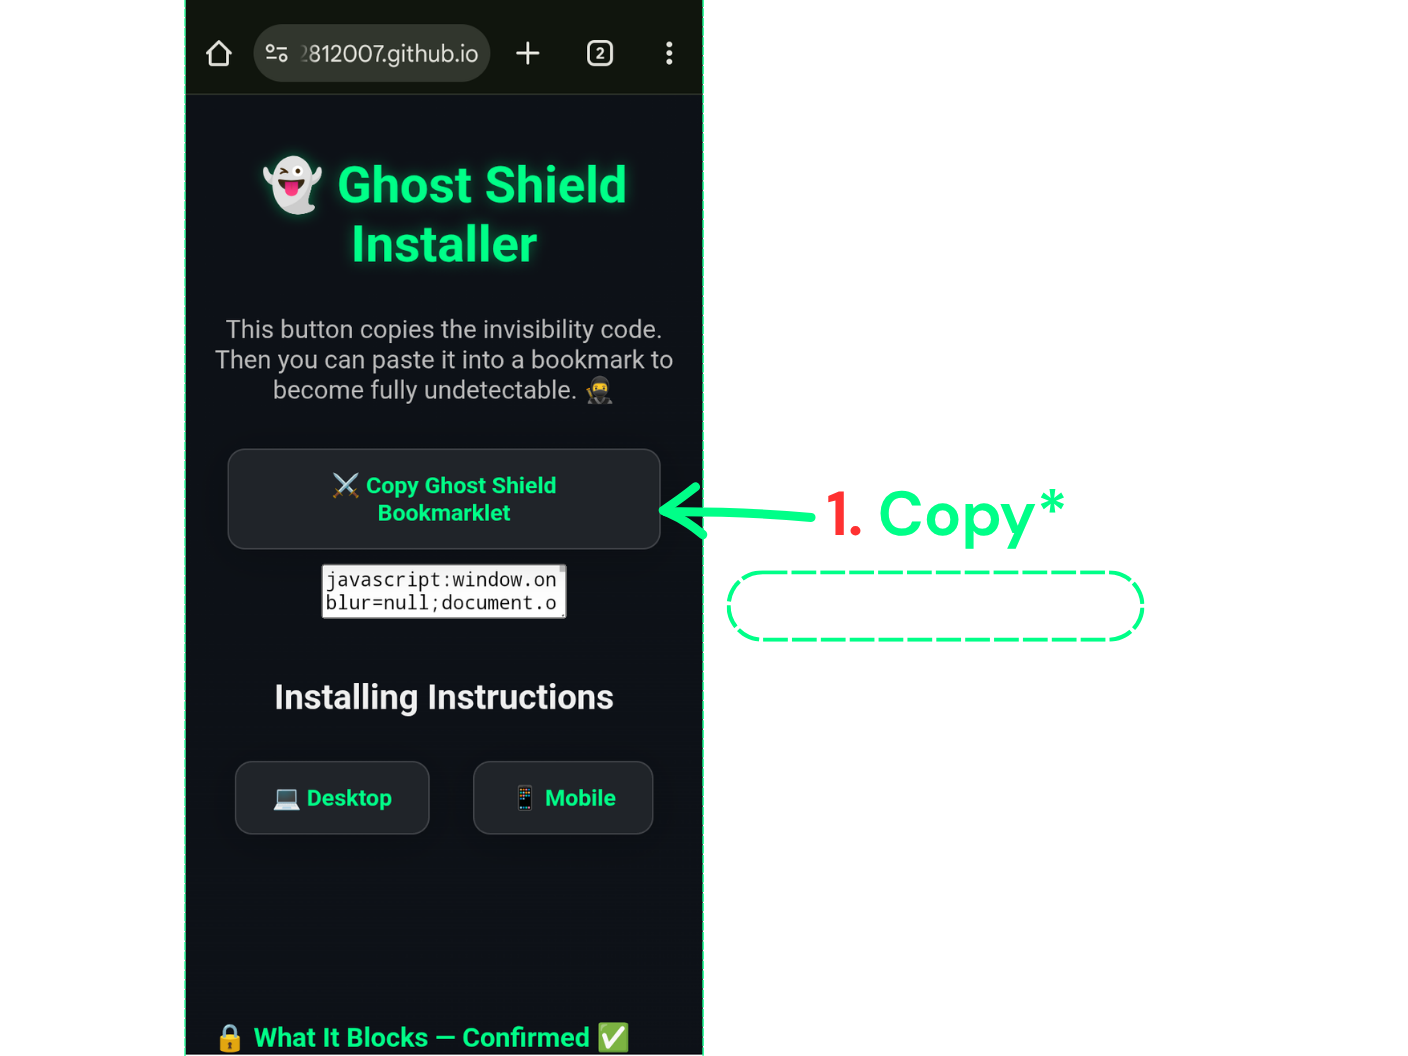 2812007.github.io
2
Ghost Shield
Installer
This button copies the invisibility code.
Then you can paste it into a bookmark to
become fully undetectable.
Copy Ghost Shield
Bookmarklet
1. Copy*
javascript:window.on
blur=null;document.o
Installing Instructions
Desktop
Mobile
What It Blocks — Confirmed